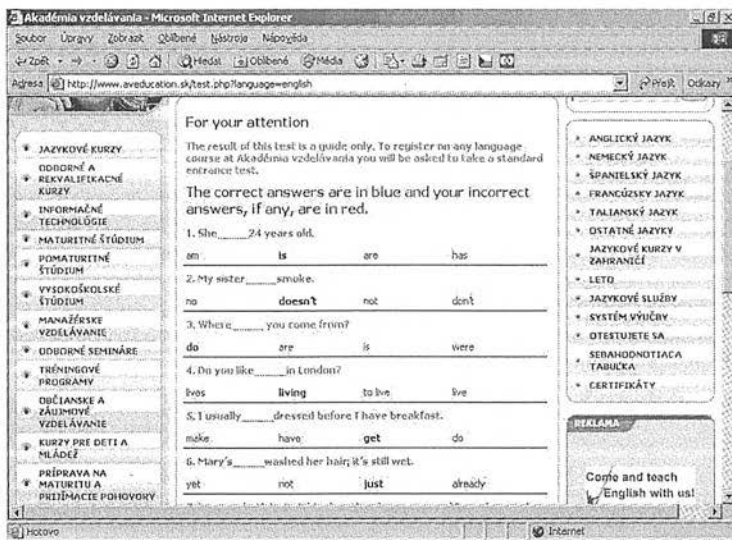 Akadémia vzdelávania - Microsoft Internet Explorer
Soubor Úpravy Zobrazit Oblíbené Nástroje Nápověda
Zpět Hledat Oblíbené Média
Adresa http://www.aveducation.sk/test.php?language=english Přejít Odkazy
JAZYKOVÉ KURZY
ODBORNÉ A
REKVALIFIKAČNÉ
KURZY
INFORMAČNÉ
TECHNOLÓGIE
MATURITNÉ ŠTÚDIUM
POMATURITNÉ
ŠTÚDIUM
VYSOKOŠKOLSKÉ
ŠTÚDIUM
MANAŽÉRSKE
VZDELÁVANIE
ODBORNÉ SEMINÁRE
TRÉNINGOVÉ
PROGRAMY
OBČIANSKE A
ZÁUJMOVÉ
VZDELÁVANIE
KURZY PRE DETI A
MLÁDEŽ
PRÍPRAVA NA
MATURITU A
PRIJÍMACIE POHOVORY
For your attention
The result of this test is a guide only. To register on any language
course at Akadémia vzdelávania you will be asked to take a standard
entrance test.
The correct answers are in blue and your incorrect
answers, if any, are in red.
1. She______24 years old.
am is are has
2. My sister______smoke.
no doesn't not don't
3. Where______ you come from?
do are is were
4. Do you like______in London?
lives living to live live
5. I usually______dressed before I have breakfast.
make have get do
6. Mary's______washed her hair; it's still wet.
yet not just already
ANGLICKÝ JAZYK
NEMECKÝ JAZYK
ŠPANIELSKÝ JAZYK
FRANCÚZSKY JAZYK
TALIANSKÝ JAZYK
OSTATNÉ JAZYKY
JAZYKOVÉ KURZY V
ZAHRANIČÍ
LETO
JAZYKOVÉ SLUŽBY
SYSTÉM VÝUČBY
OTESTUJETE SA
SEBAHODNOTIACA
TABUĽKA
CERTIFIKÁTY
REKLAMA
Come and teach
English with us!
Hotovo Internet